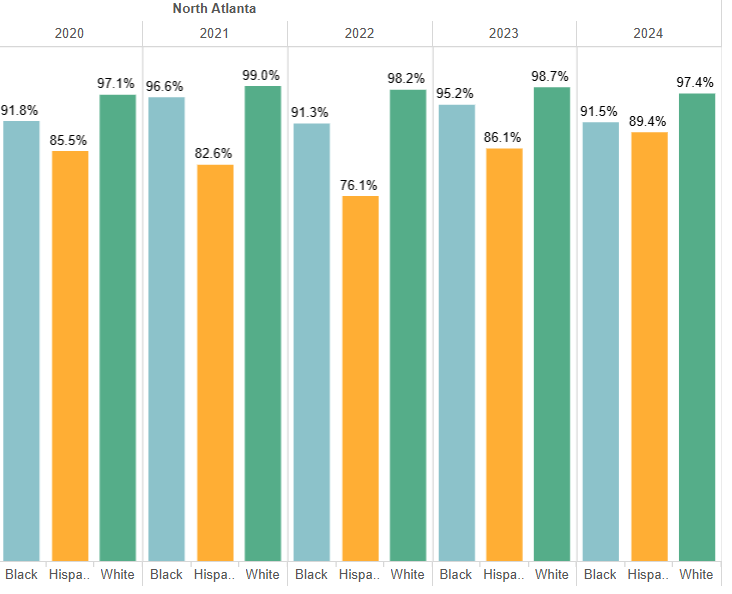 North Atlanta
2020 2021 2022 2023 2024
91.8% 85.5% 97.1% 96.6% 82.6% 99.0% 91.3% 76.1% 98.2% 95.2% 86.1% 98.7% 91.5% 89.4% 97.4%
Black Hispa.. White Black Hispa.. White Black Hispa.. White Black Hispa.. White Black Hispa.. White